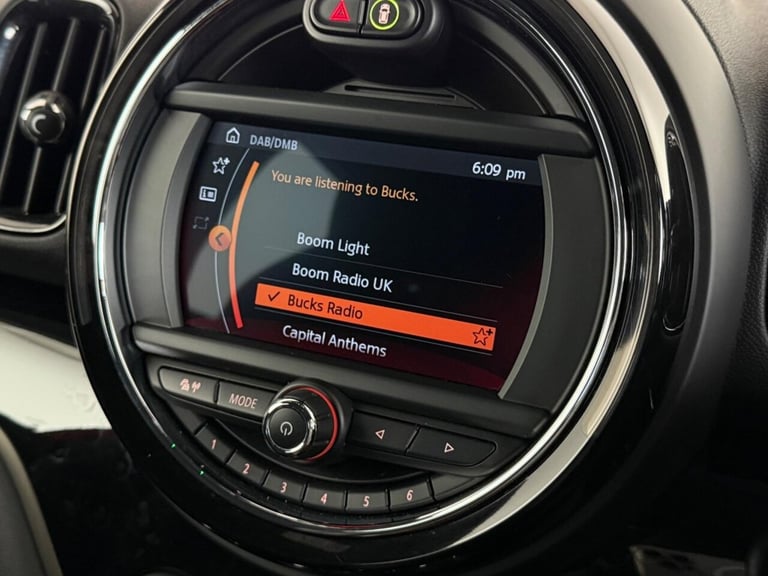 DAB/DMB
6:09 pm
You are listening to Bucks.
Boom Light
Boom Radio UK
Bucks Radio
Capital Anthems
MODE
1
2
3
4
5
6